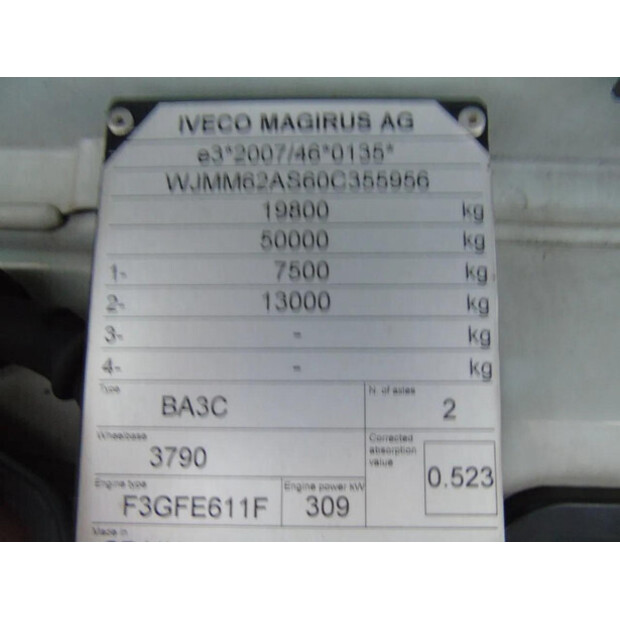 IVECO MAGIRUS AG
e3*2007/46*0135*
WJMM62AS60C355956
19800 kg
50000 kg
1- 7500 kg
2- 13000 kg
3- - kg
4- - kg
Type
BA3C
N. of axles
2
Wheelbase
3790
Corrected
absorption
value
0.523
Engine type
F3GFE611F
Engine power kW
309
Made in